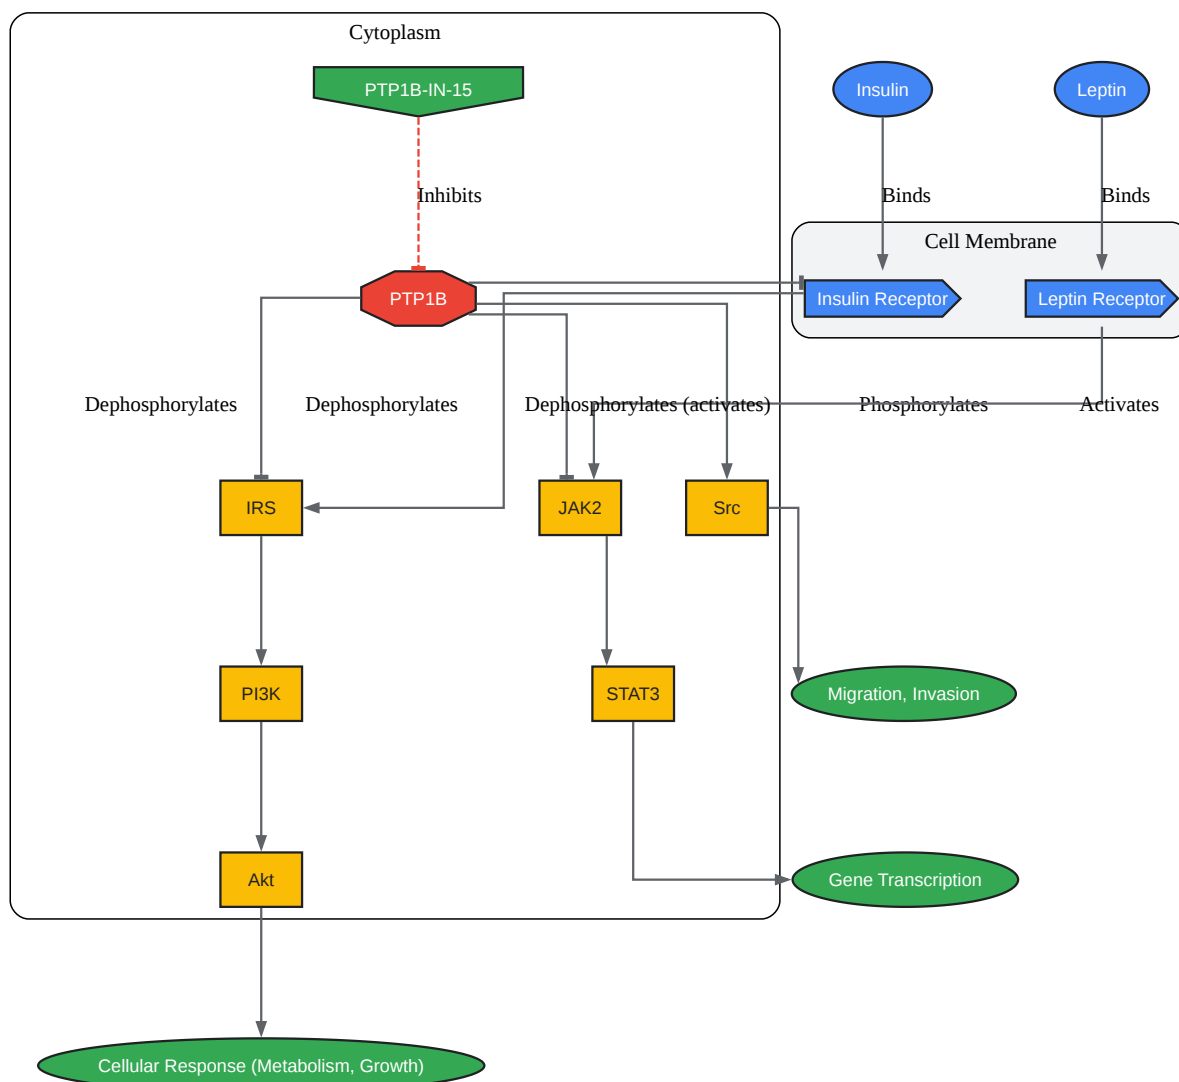 Cytoplasm
PTP1B-IN-15
Insulin
Leptin
Inhibits
Binds
Binds
Cell Membrane
PTP1B
Insulin Receptor
Leptin Receptor
Dephosphorylates
Dephosphorylates
Dephosphorylates (activates)
Phosphorylates
Activates
IRS
JAK2
Src
PI3K
STAT3
Migration, Invasion
Akt
Gene Transcription
Cellular Response (Metabolism, Growth)